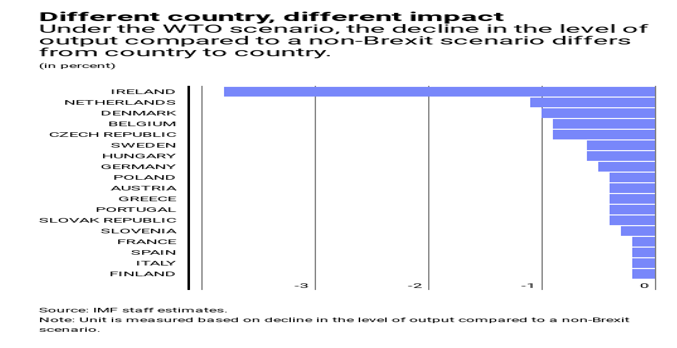 Different country, different impact
Under the WTO scenario, the decline in the level of
output compared to a non-Brexit scenario differs
from country to country.
(in percent)
IRELAND
NETHERLANDS
DENMARK
BELGIUM
CZECH REPUBLIC
SWEDEN
HUNGARY
GERMANY
POLAND
AUSTRIA
GREECE
PORTUGAL
SLOVAK REPUBLIC
SLOVENIA
FRANCE
SPAIN
ITALY
FINLAND
-3 -2 -1 0
Source: IMF staff estimates.
Note: Unit is measured based on decline in the level of output compared to a non-Brexit
scenario.